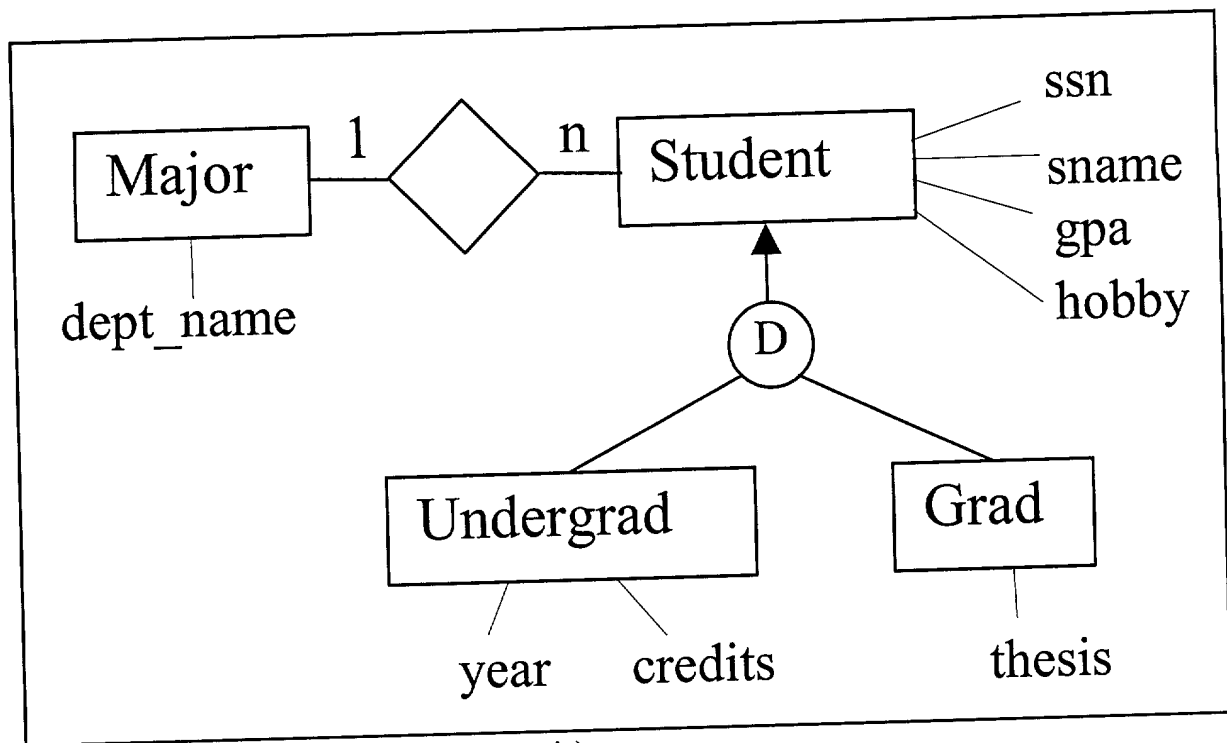 ssn
Major 1 n Student
sname
gpa
dept_name
hobby
D
Undergrad
Grad
year credits
thesis